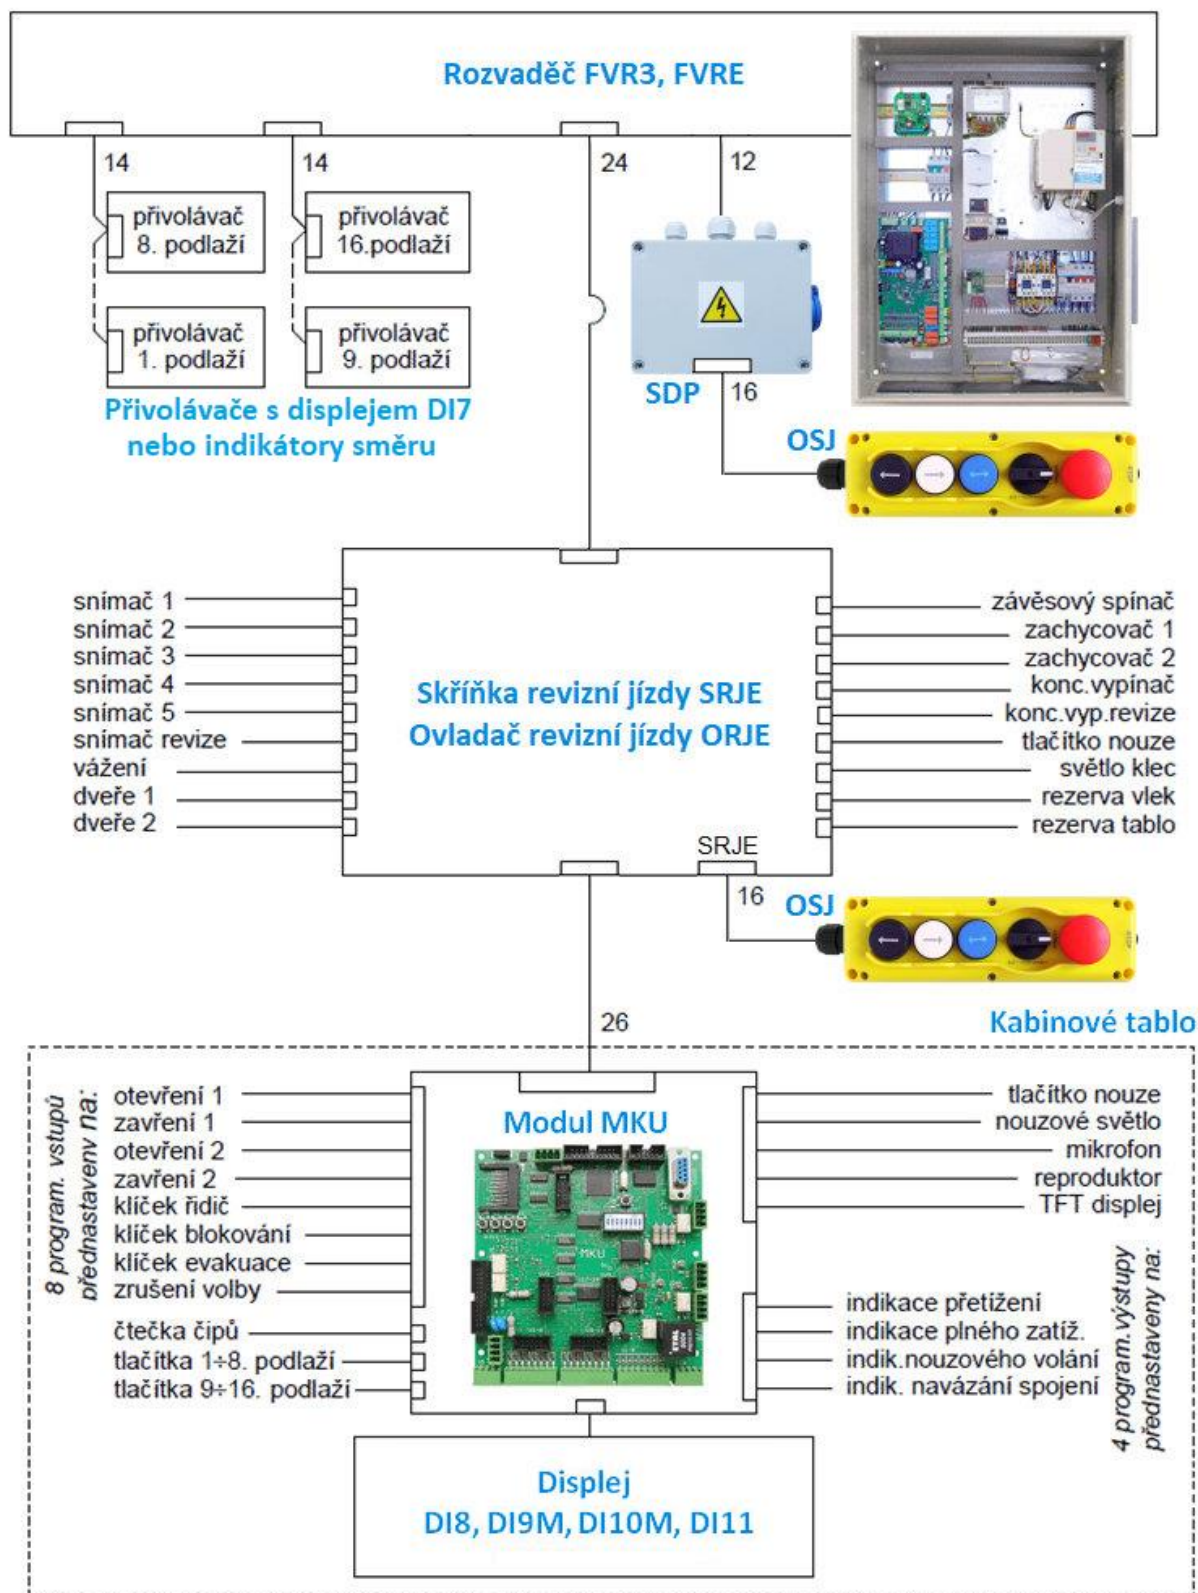 Rozvaděč FVR3, FVRE
14
14
24
12
přivolávač
8. podlaží
přivolávač
16.podlaží
přivolávač
1. podlaží
přivolávač
9. podlaží
Přivolávače s displejem DI7
nebo indikátory směru
SDP
16
OSJ
snímač 1
snímač 2
snímač 3
snímač 4
snímač 5
snímač revize
vážení
dveře 1
dveře 2
Skříňka revizní jízdy SRJE
Ovladač revizní jízdy ORJE
závěsový spínač
zachycovač 1
zachycovač 2
konc.vypínač
konc.vyp.revize
tlačítko nouze
světlo klec
rezerva vlek
rezerva tablo
SRJE
16
OSJ
26
Kabinové tablo
8 program. vstupů
přednastavenv na:
otevření 1
zavření 1
otevření 2
zavření 2
klíček řidič
klíček blokování
klíček evakuace
zrušení volby
čtečka čipů
tlačítka 1÷8. podlaží
tlačítka 9÷16. podlaží
Modul MKU
MKU
tlačítko nouze
nouzové světlo
mikrofon
reproduktor
TFT displej
indikace přetížení
indikace plného zatíž.
indik.nouzového volání
indik. navázání spojení
4 program.výstupy
přednastaveny na:
Displej
DI8, DI9M, DI10M, DI11